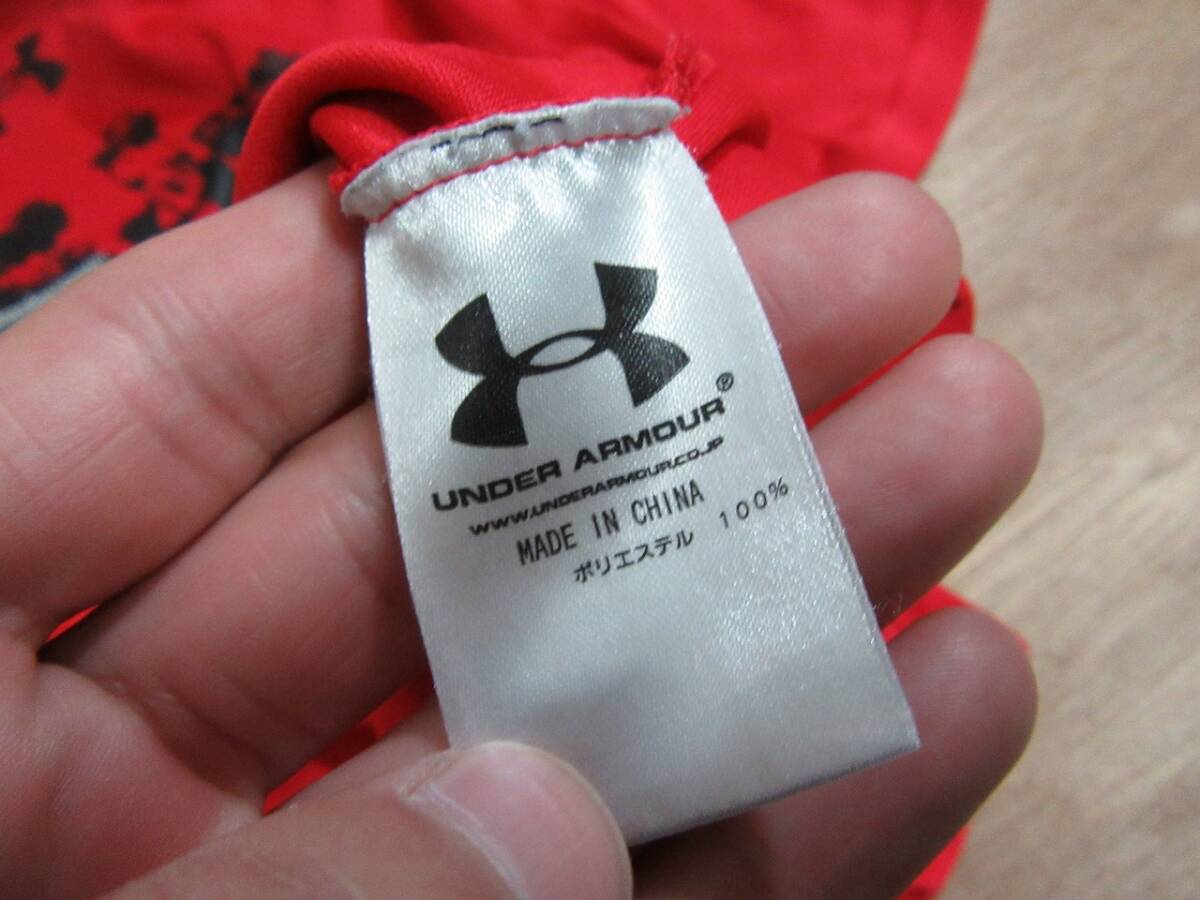 UNDER ARMOUR®
WWW.UNDERARMOUR.CO.JP
MADE IN CHINA
ポリエステル 100%